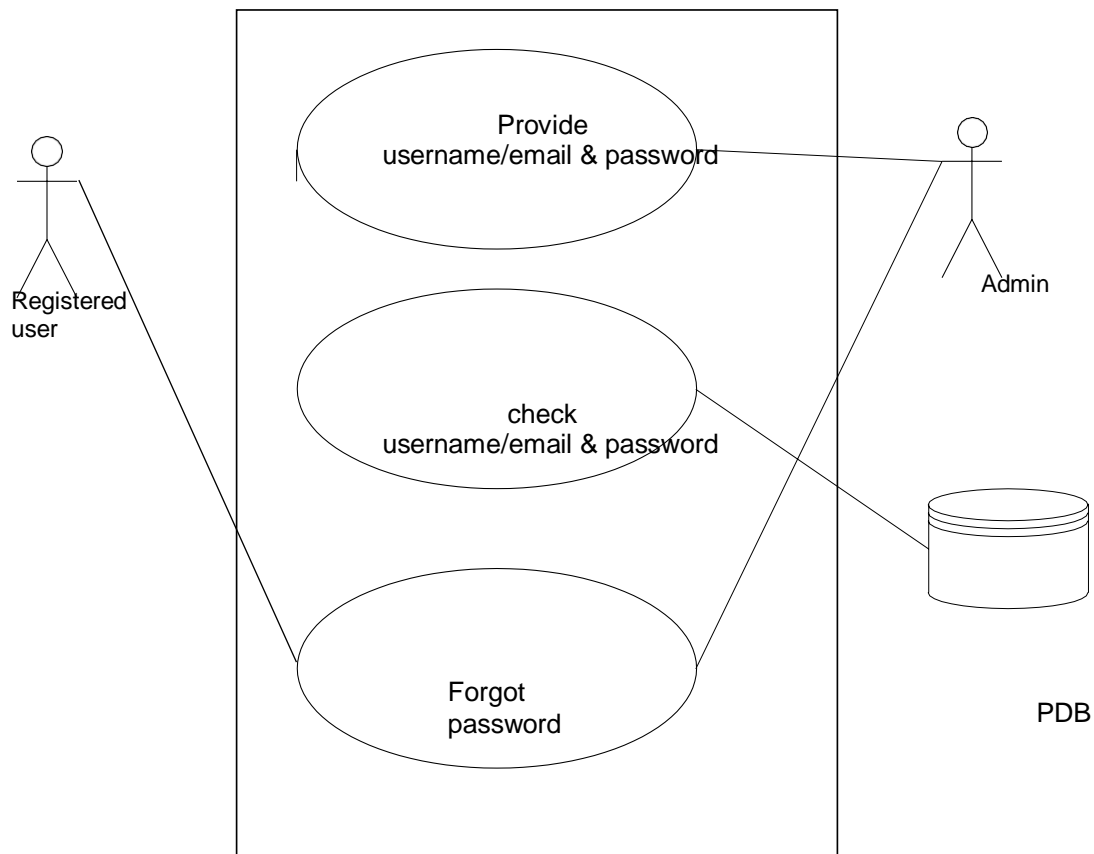 Provide
username/email & password
Registered
user
Admin
check
username/email & password
Forgot
password
PDB